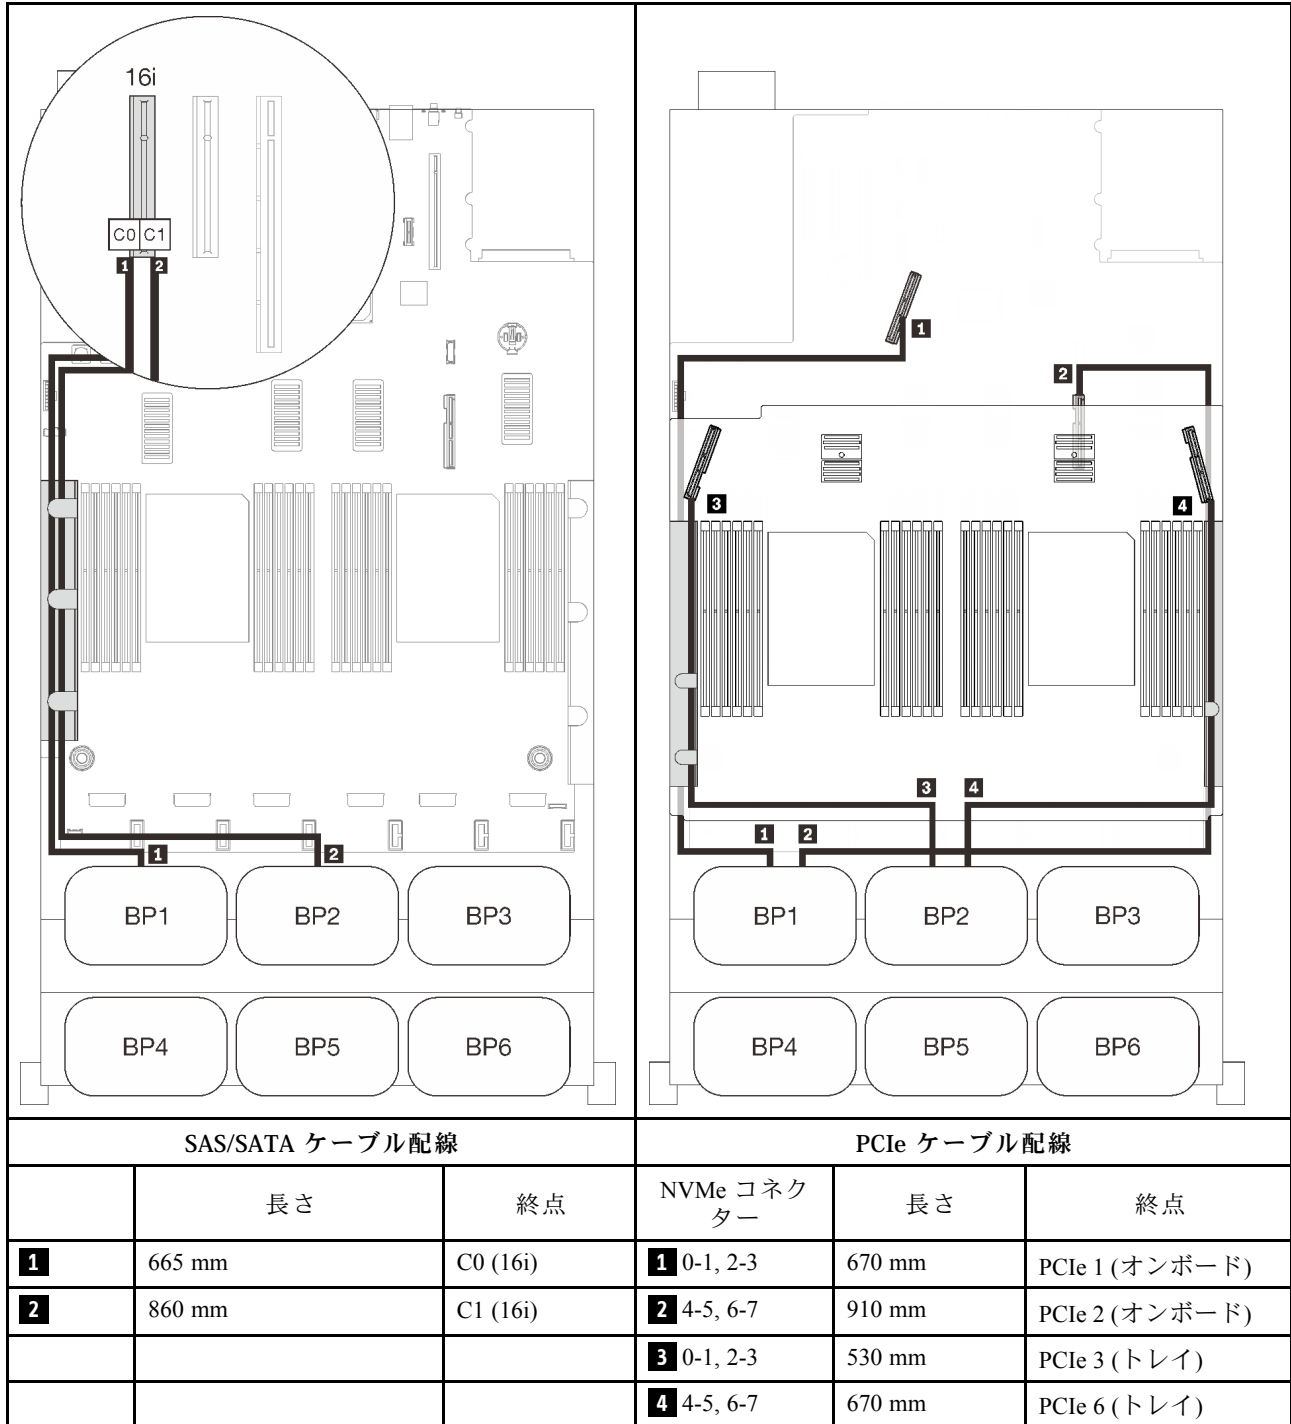 16i
C0 C1
1 2
1 2
BP1 BP2 BP3
BP4 BP5 BP6
1
2
3 4
3 4
1 2
BP1 BP2 BP3
BP4 BP5 BP6
SAS/SATA ケーブル配線 PCIe ケーブル配線
長さ 終点 NVMe コネク
ター 長さ 終点
1 665 mm C0 (16i) 1 0-1, 2-3 670 mm PCIe 1 (オンボード)
2 860 mm C1 (16i) 2 4-5, 6-7 910 mm PCIe 2 (オンボード)
3 0-1, 2-3 530 mm PCIe 3 (トレイ)
4 4-5, 6-7 670 mm PCIe 6 (トレイ)